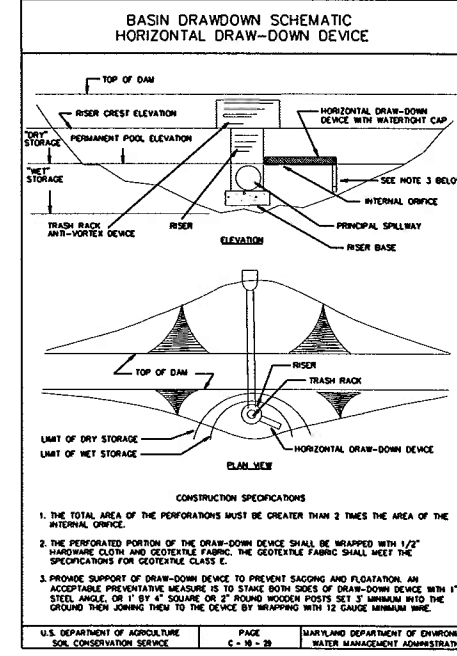 BASIN DRAWDOWN SCHEMATIC
HORIZONTAL DRAW-DOWN DEVICE
TOP OF DAM
RISER CREST ELEVATION
HORIZONTAL DRAW-DOWN
DEVICE WITH WATERTIGHT CAP
"DRY"
STORAGE
PERMANENT POOL ELEVATION
"WET"
STORAGE
SEE NOTE 3 BELO
INTERNAL ORIFICE
TRASH RACK
ANTI-VORTEX DEVICE
RISER
PRINCIPAL SPILLWAY
ELEVATION
RISER BASE
TOP OF DAM
RISER
TRASH RACK
LIMIT OF DRY STORAGE
LIMIT OF WET STORAGE
HORIZONTAL DRAW-DOWN DEVICE
PLAN VIEW
CONSTRUCTION SPECIFICATIONS
1. THE TOTAL AREA OF THE PERFORATIONS MUST BE GREATER THAN 2 TIMES THE AREA OF THE
INTERNAL ORIFICE.
2. THE PERFORATED PORTION OF THE DRAW-DOWN DEVICE SHALL BE WRAPPED WITH 1/2"
HARDWARE CLOTH AND GEOTEXTILE FABRIC. THE GEOTEXTILE FABRIC SHALL MEET THE
SPECIFICATIONS FOR GEOTEXTILE CLASS E.
3. PROVIDE SUPPORT OF DRAW-DOWN DEVICE TO PREVENT SAGGING AND FLOATATION. AN
ACCEPTABLE PREVENTATIVE MEASURE IS TO STAKE BOTH SIDES OF DRAW-DOWN DEVICE WITH 1"
STEEL ANGLE, OR 1' BY 4" SQUARE OR 2" ROUND WOODEN POSTS SET 3' MINIMUM INTO THE
GROUND THEN JOINING THEM TO THE DEVICE BY WRAPPING WITH 12 GAUGE MINIMUM WIRE.
U.S. DEPARTMENT OF AGRICULTURE
SOIL CONSERVATION SERVICE
PAGE
C - 10 - 29
MARYLAND DEPARTMENT OF ENVIRON
WATER MANAGEMENT ADMINISTRATI